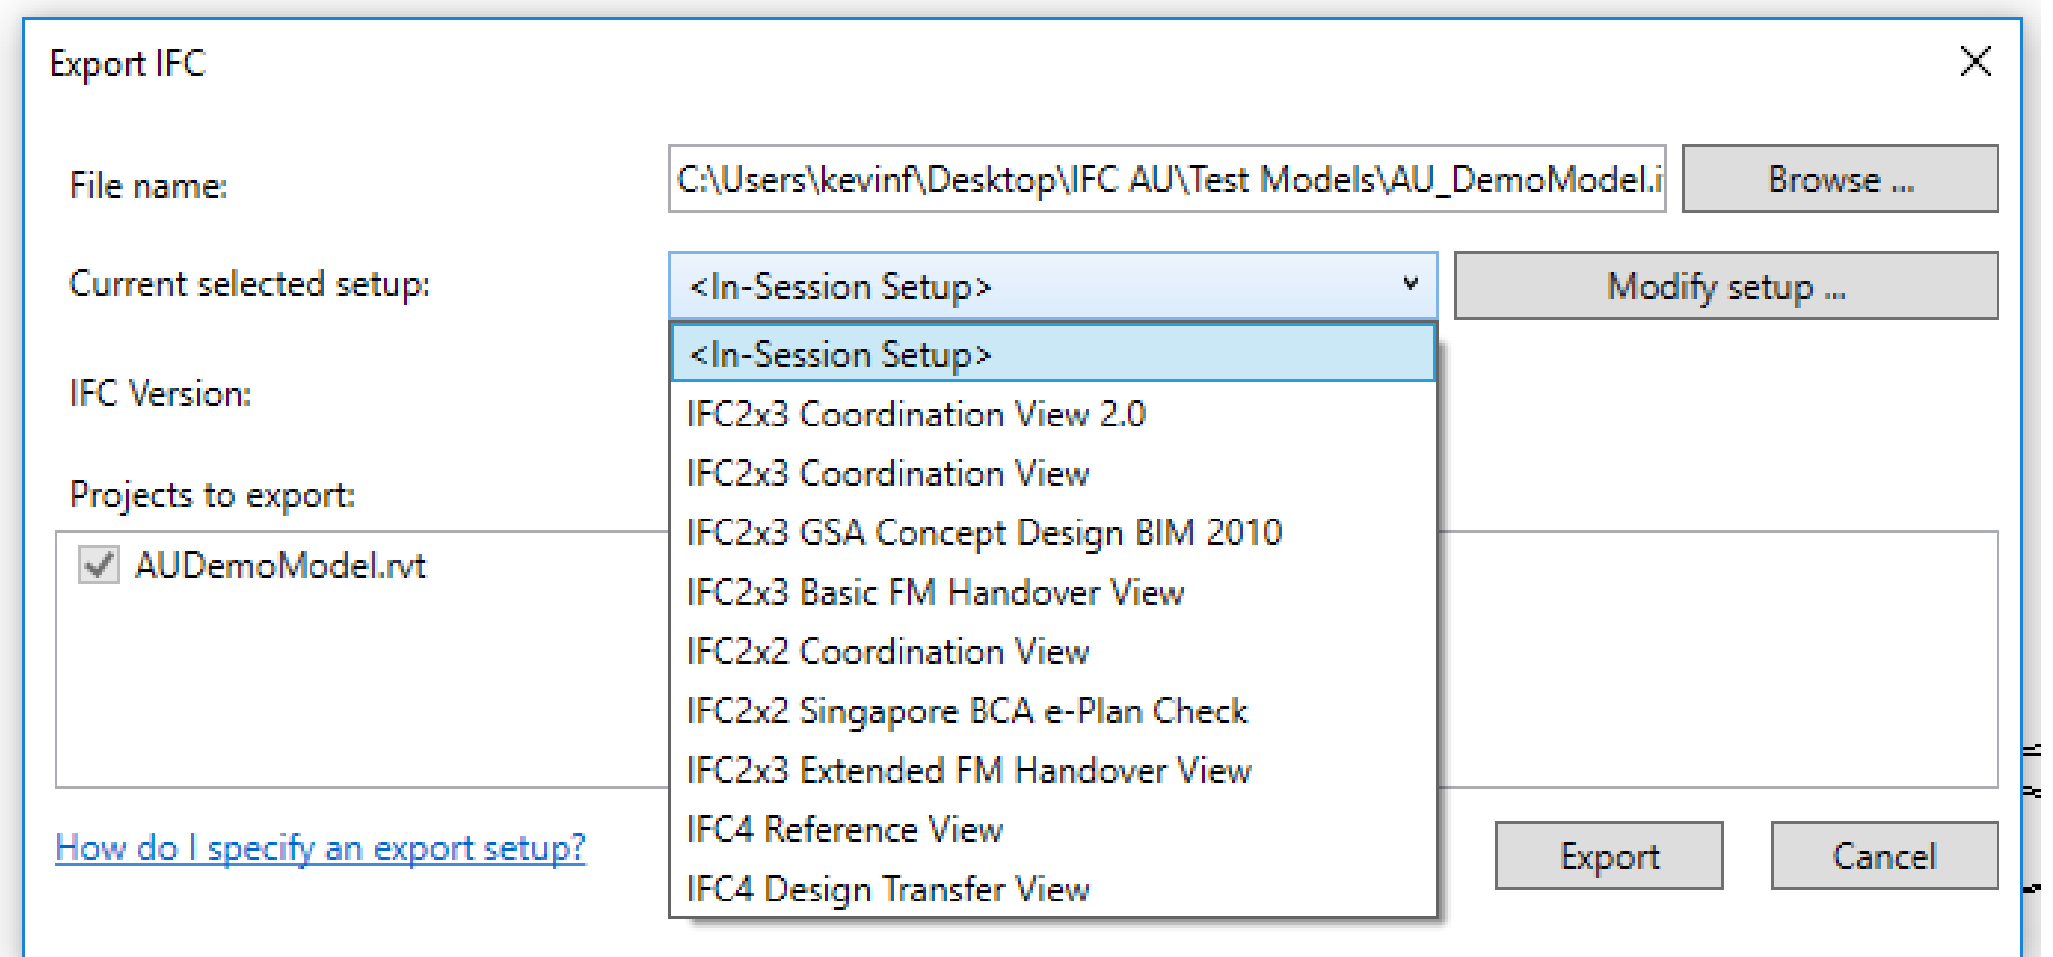 Export IFC
File name:
C:\Users\kevinf\Desktop\IFC AU\Test Models\AU_DemoModel.i
Browse ...
Current selected setup:
<In-Session Setup>
Modify setup ...
<In-Session Setup>
IFC2x3 Coordination View 2.0
IFC Version:
IFC2x3 Coordination View
Projects to export:
IFC2x3 GSA Concept Design BIM 2010
AUDemoModel.rvt
IFC2x3 Basic FM Handover View
IFC2x2 Coordination View
IFC2x2 Singapore BCA e-Plan Check
IFC2x3 Extended FM Handover View
IFC4 Reference View
IFC4 Design Transfer View
How do I specify an export setup?
Export
Cancel